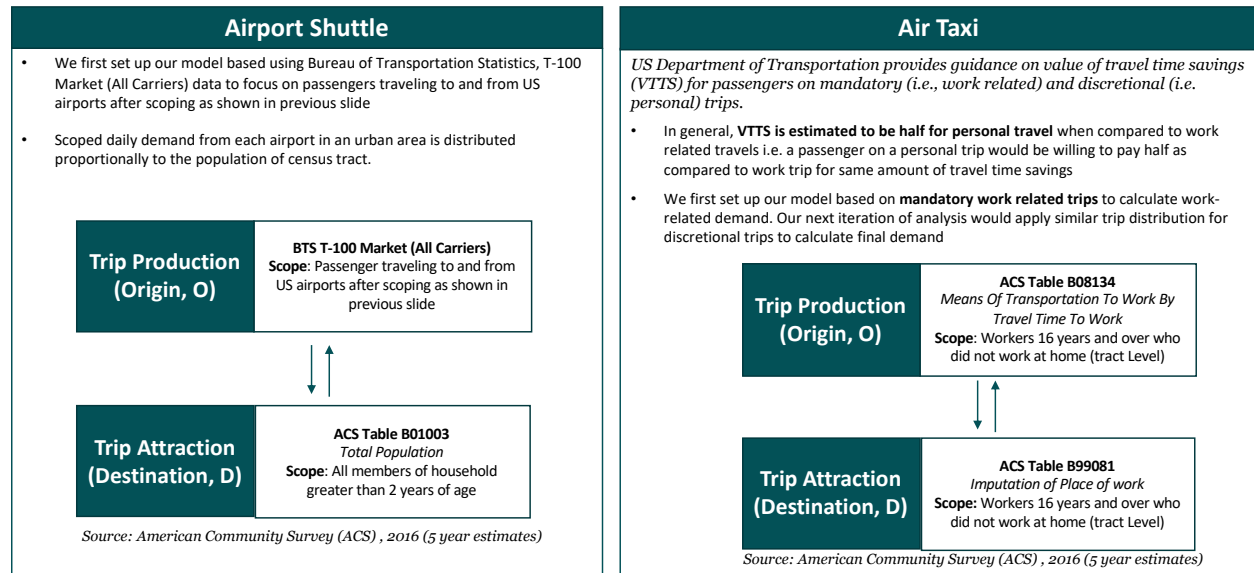 Airport Shuttle
• We first set up our model based using Bureau of Transportation Statistics, T-100
Market (All Carriers) data to focus on passengers traveling to and from US
airports after scoping as shown in previous slide
• Scoped daily demand from each airport in an urban area is distributed
proportionally to the population of census tract.
Trip Production
(Origin, O)
BTS T-100 Market (All Carriers)
Scope: Passenger traveling to and from
US airports after scoping as shown in
previous slide
Trip Attraction
(Destination, D)
ACS Table B01003
Total Population
Scope: All members of household
greater than 2 years of age
Source: American Community Survey (ACS) , 2016 (5 year estimates)
Air Taxi
US Department of Transportation provides guidance on value of travel time savings
(VTTS) for passengers on mandatory (i.e., work related) and discretional (i.e.
personal) trips.
• In general, VTTS is estimated to be half for personal travel when compared to work
related travels i.e. a passenger on a personal trip would be willing to pay half as
compared to work trip for same amount of travel time savings
• We first set up our model based on mandatory work related trips to calculate work-
related demand. Our next iteration of analysis would apply similar trip distribution for
discretional trips to calculate final demand
Trip Production
(Origin, O)
ACS Table B08134
Means Of Transportation To Work By
Travel Time To Work
Scope: Workers 16 years and over who
did not work at home (tract Level)
Trip Attraction
(Destination, D)
ACS Table B99081
Imputation of Place of work
Scope: Workers 16 years and over who
did not work at home (tract Level)
Source: American Community Survey (ACS) , 2016 (5 year estimates)